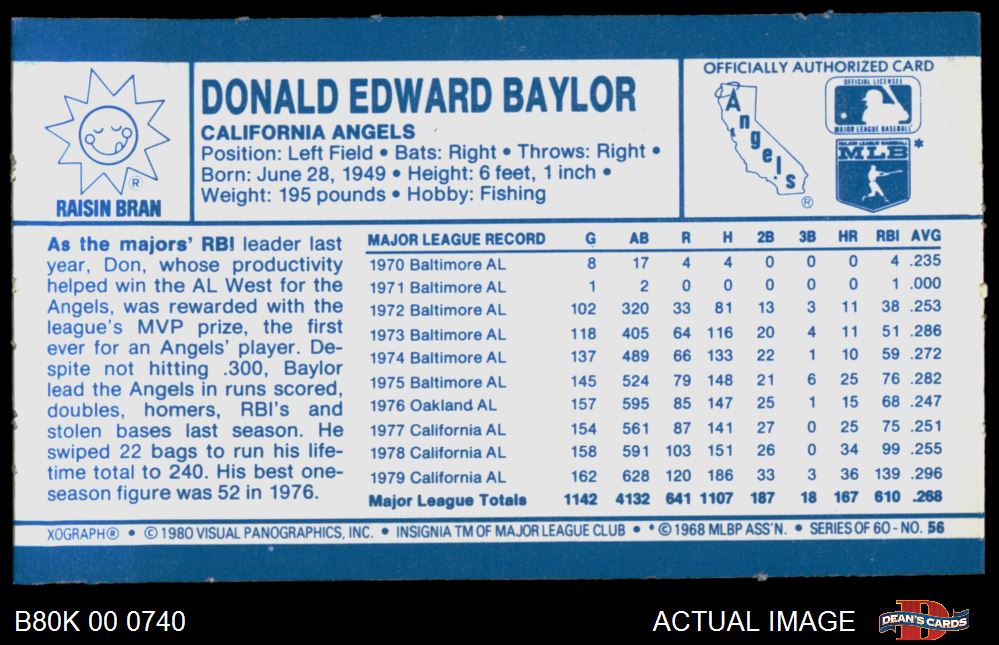 RAISIN BRAN
®
DONALD EDWARD BAYLOR
CALIFORNIA ANGELS
Position: Left Field • Bats: Right • Throws: Right •
Born: June 28, 1949 • Height: 6 feet, 1 inch •
Weight: 195 pounds • Hobby: Fishing
OFFICIALLY AUTHORIZED CARD
Angels
®
OFFICIAL LICENSEE
MAJOR LEAGUE BASEBALL
MAJOR LEAGUE BASEBALL
MLB *
As the majors' RBI leader last
year, Don, whose productivity
helped win the AL West for the
Angels, was rewarded with the
league's MVP prize, the first
ever for an Angels' player. De-
spite not hitting .300, Baylor
lead the Angels in runs scored,
doubles, homers, RBI's and
stolen bases last season. He
swiped 22 bags to run his life-
time total to 240. His best one-
season figure was 52 in 1976.
MAJOR LEAGUE RECORD G AB R H 2B 3B HR RBI AVG
1970 Baltimore AL 8 17 4 4 0 0 0 4 .235
1971 Baltimore AL 1 2 0 0 0 0 0 1 .000
1972 Baltimore AL 102 320 33 81 13 3 11 38 .253
1973 Baltimore AL 118 405 64 116 20 4 11 51 .286
1974 Baltimore AL 137 489 66 133 22 1 10 59 .272
1975 Baltimore AL 145 524 79 148 21 6 25 76 .282
1976 Oakland AL 157 595 85 147 25 1 15 68 .247
1977 California AL 154 561 87 141 27 0 25 75 .251
1978 California AL 158 591 103 151 26 0 34 99 .255
1979 California AL 162 628 120 186 33 3 36 139 .296
Major League Totals 1142 4132 641 1107 187 18 167 610 .268
XOGRAPH® • © 1980 VISUAL PANOGRAPHICS, INC. • INSIGNIA TM OF MAJOR LEAGUE CLUB • * © 1968 MLBP ASS'N. • SERIES OF 60 - NO. 56
B80K 00 0740
ACTUAL IMAGE
DEAN'S CARDS